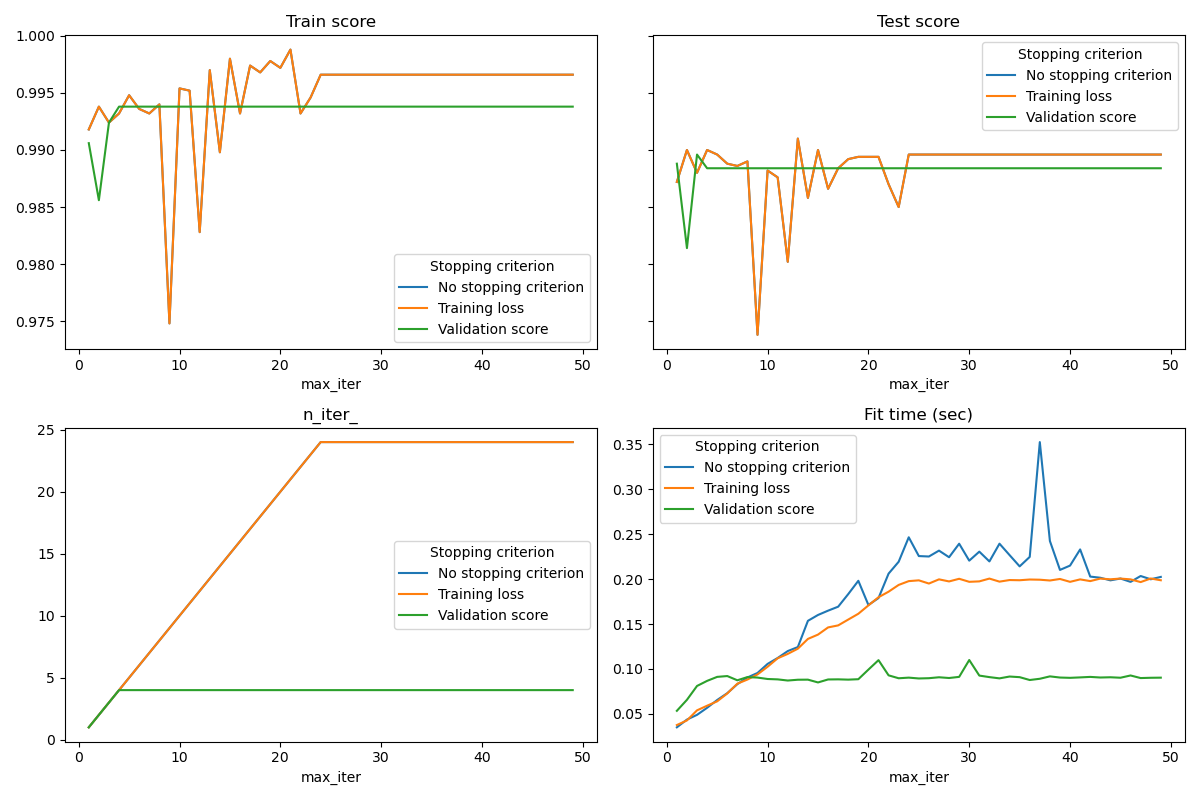 Train score
1.000
0.995
0.990
0.985
0.980
0.975
0
10
20
30
40
50
max_iter
Stopping criterion
No stopping criterion
Training loss
Validation score
Test score
Stopping criterion
No stopping criterion
Training loss
Validation score
0
10
20
30
40
50
max_iter
n_iter_
25
20
15
10
5
0
Stopping criterion
No stopping criterion
Training loss
Validation score
0
10
20
30
40
50
max_iter
Fit time (sec)
Stopping criterion
No stopping criterion
Training loss
Validation score
0.35
0.30
0.25
0.20
0.15
0.10
0.05
0
10
20
30
40
50
max_iter